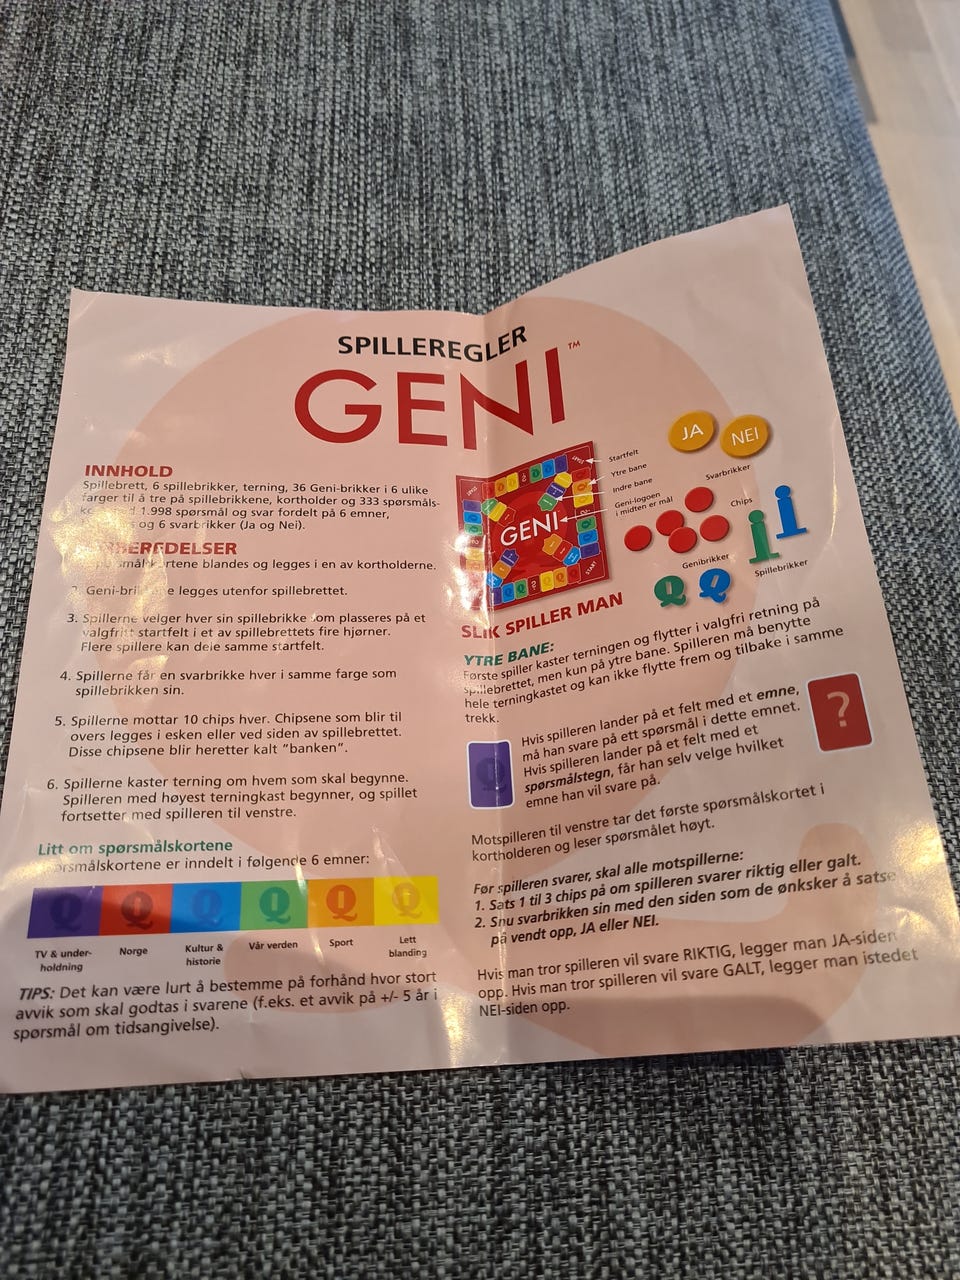 SPILLEREGLER
GENI™
INNHOLD
Spillebrett, 6 spillebrikker, terning, 36 Geni-brikker i 6 ulike
farger til å tre på spillebrikkene, kortholder og 333 spørsmåls-
1.998 spørsmål og svar fordelt på 6 emner,
og 6 svarbrikker (Ja og Nei).
blandes og legges i en av kortholderne.
legges utenfor spillebrettet.
3. Spillerne velger hver sin spillebrikke som plasseres på et
valgfritt startfelt i et av spillebrettets fire hjørner.
Flere spillere kan dele samme startfelt.
4. Spillerne får en svarbrikke hver i samme farge som
spillebrikken sin.
5. Spillerne mottar 10 chips hver. Chipsene som blir til
overs legges i esken eller ved siden av spillebrettet.
Disse chipsene blir heretter kalt "banken".
6. Spillerne kaster terning om hvem som skal begynne.
Spilleren med høyest terningkast begynner, og spillet
fortsetter med spilleren til venstre.
Litt om spørsmålskortene
er inndelt i følgende 6 emner:
Q Q Q Q Q Q
TV & under-
holdning
Norge
Kultur &
historie
Vår verden
Sport
Lett
blanding
TIPS: Det kan være lurt å bestemme på forhånd hvor stort
avvik som skal godtas i svarene (f.eks. et avvik på +/- 5 år i
spørsmål om tidsangivelse).
JA
NEI
Svarbrikker
Startfelt
Ytre bane
Indre bane
Geni-logoen
i midten er mål
GENI
START
Chips
Genibrikker
Spillebrikker
SLIK SPILLER MAN
YTRE BANE:
Første spiller kaster terningen og flytter i valgfri retning på
spillebrettet, men kun på ytre bane. Spilleren må benytte
hele terningkastet og kan ikke flytte frem og tilbake i samme
trekk.
Hvis spilleren lander på et felt med et emne,
må han svare på ett spørsmål i dette emnet.
Hvis spilleren lander på et felt med et
spørsmålstegn, får han selv velge hvilket
emne han vil svare på.
?
Motspilleren til venstre tar det første spørsmålskortet i
kortholderen og leser spørsmålet høyt.
Før spilleren svarer, skal alle motspillerne:
1. Sats 1 til 3 chips på om spilleren svarer riktig eller galt.
2. Snu svarbrikken sin med den siden som de ønksker å satse
på vendt opp, JA eller NEI.
Hvis man tror spilleren vil svare RIKTIG, legger man JA-siden
opp. Hvis man tror spilleren vil svare GALT, legger man istedet
NEI-siden opp.